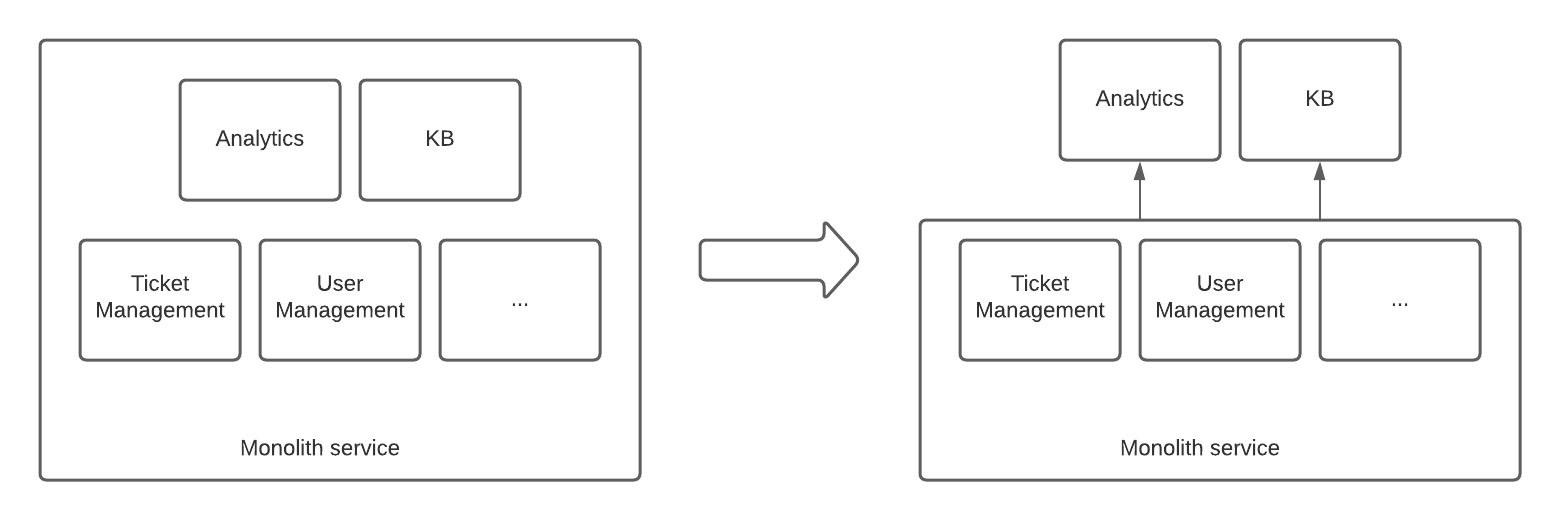 Analytics
KB
Ticket
Management
User
Management
...
Monolith service
Analytics
KB
Ticket
Management
User
Management
...
Monolith service